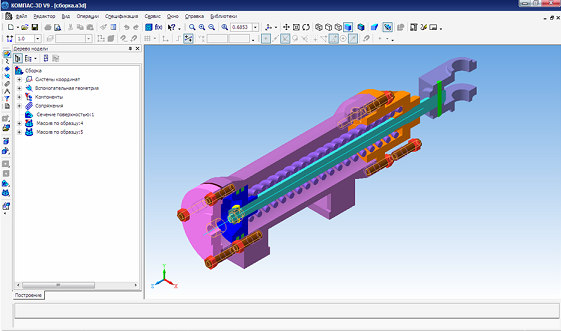 КОМПАС-3D V9 - [сборка.a3d]
Файл Редактор Вид Операции Спецификация Сервис Окно Справка Библиотеки
0.6053
1.0
Дерево модели
Сборка
Системы координат
Вспомогательная геометрия
Компоненты
Сопряжения
Сечение поверхностью:1
Массив по образцу:4
Массив по образцу:5
Z
Y
X
Построение